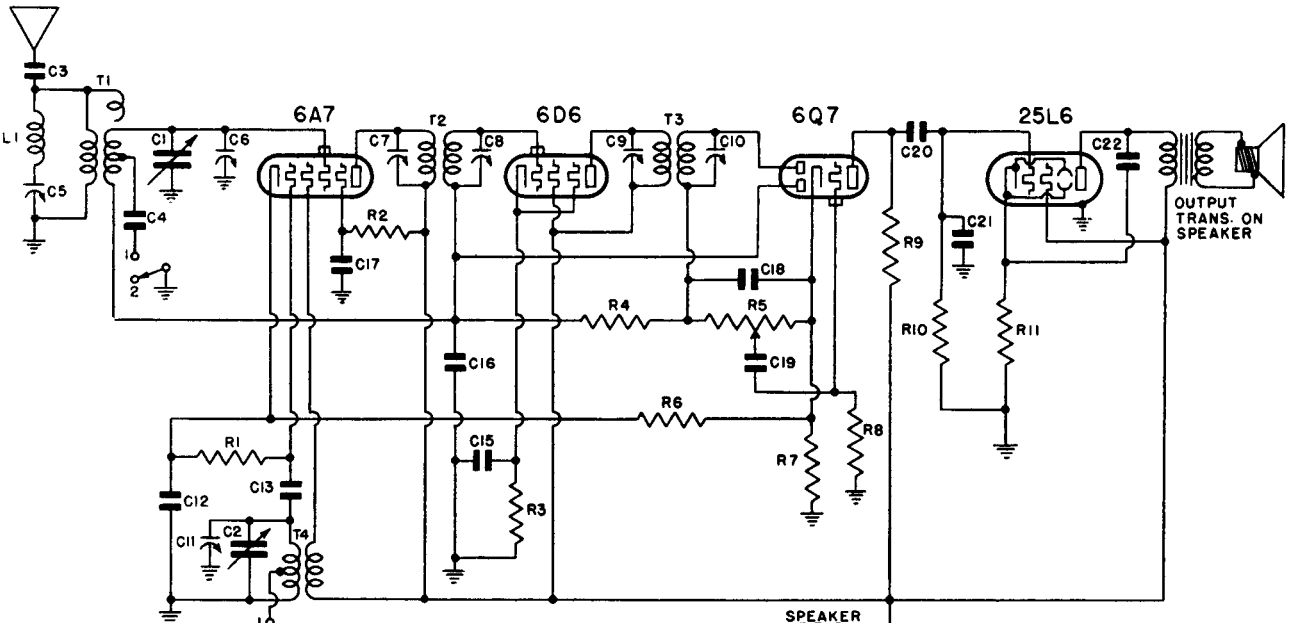 C3
T1
L1
C5
C4
1
2
C1
C6
6A7
C7
T2
C8
R2
C17
6D6
C9
T3
C10
6Q7
C20
25L6
C22
OUTPUT
TRANS. ON
SPEAKER
R9
C21
C18
R4
R5
R10
R11
C16
C19
R6
C15
R7
R8
R1
C13
C12
R3
C11
C2
T4
1
SPEAKER